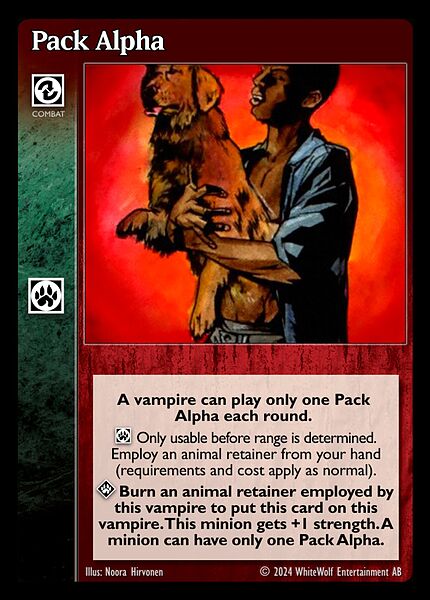 Pack Alpha
COMBAT
A vampire can play only one Pack
Alpha each round.
Only usable before range is determined.
Employ an animal retainer from your hand
(requirements and cost apply as normal).
Burn an animal retainer employed by
this vampire to put this card on this
vampire. This minion gets +1 strength. A
minion can have only one Pack Alpha.
Illus: Noora Hirvonen
© 2024 WhiteWolf Entertainment AB